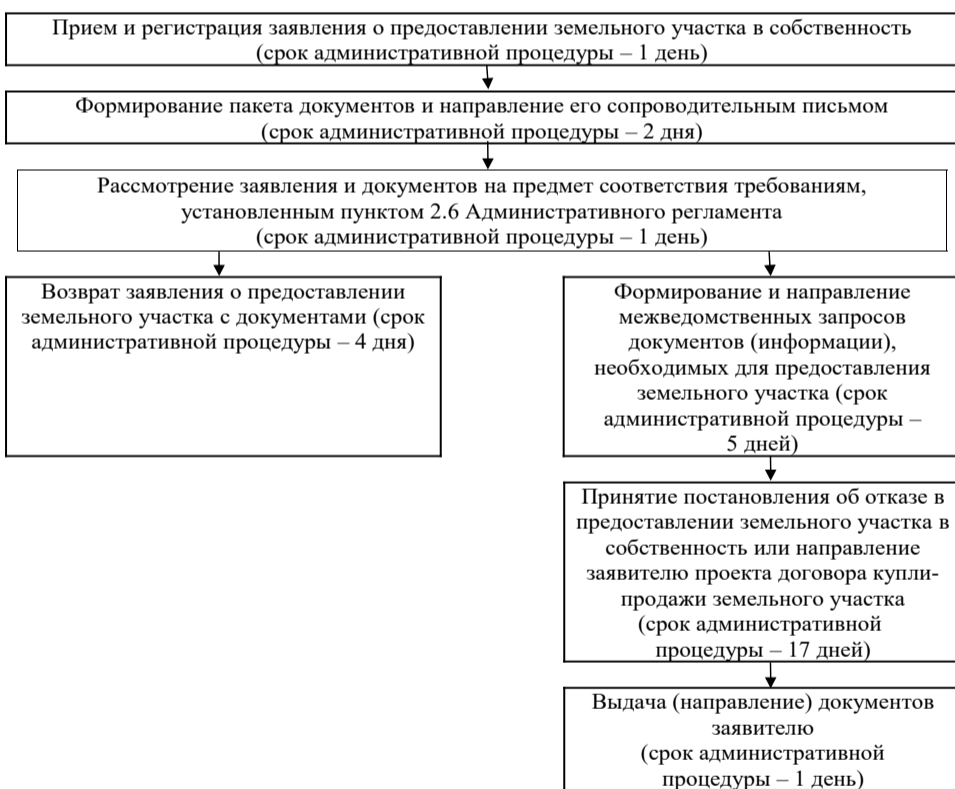 Прием и регистрация заявления о предоставлении земельного участка в собственность
(срок административной процедуры – 1 день)
Формирование пакета документов и направление его сопроводительным письмом
(срок административной процедуры – 2 дня)
Рассмотрение заявления и документов на предмет соответствия требованиям,
установленным пунктом 2.6 Административного регламента
(срок административной процедуры – 1 день)
Возврат заявления о предоставлении
земельного участка с документами (срок
административной процедуры – 4 дня)
Формирование и направление
межведомственных запросов
документов (информации),
необходимых для предоставления
земельного участка (срок
административной процедуры –
5 дней)
Принятие постановления об отказе в
предоставлении земельного участка в
собственность или направление
заявителю проекта договора купли-
продажи земельного участка
(срок административной
процедуры – 17 дней)
Выдача (направление) документов
заявителю
(срок административной
процедуры – 1 день)